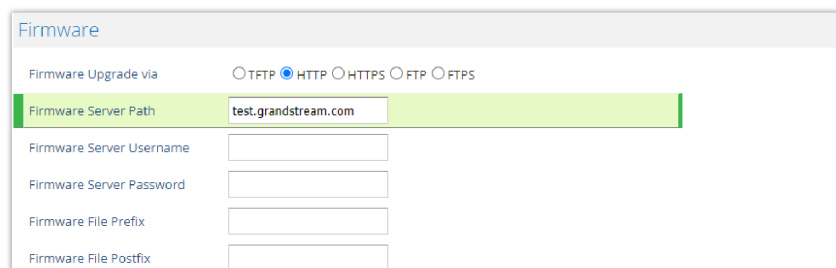 Firmware
Firmware Upgrade via TFTP HTTP HTTPS FTP FTPS
Firmware Server Path test.grandstream.com
Firmware Server Username
Firmware Server Password
Firmware File Prefix
Firmware File Postfix